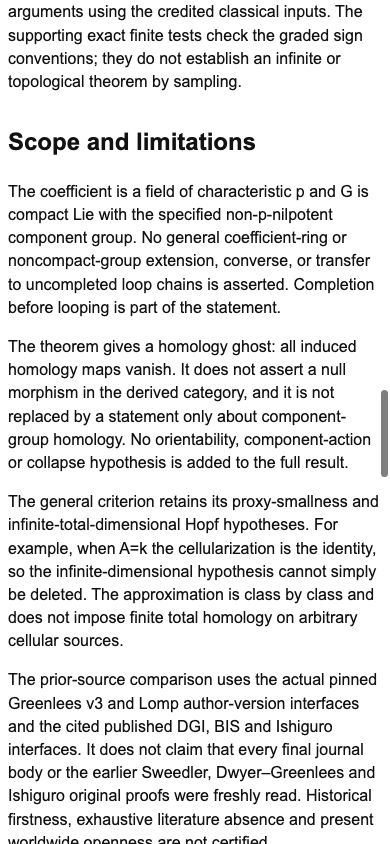 arguments using the credited classical inputs. The
supporting exact finite tests check the graded sign
conventions; they do not establish an infinite or
topological theorem by sampling.
Scope and limitations
The coefficient is a field of characteristic p and G is
compact Lie with the specified non-p-nilpotent
component group. No general coefficient-ring or
noncompact-group extension, converse, or transfer
to uncompleted loop chains is asserted. Completion
before looping is part of the statement.
The theorem gives a homology ghost: all induced
homology maps vanish. It does not assert a null
morphism in the derived category, and it is not
replaced by a statement only about component-
group homology. No orientability, component-action
or collapse hypothesis is added to the full result.
The general criterion retains its proxy-smallness and
infinite-total-dimensional Hopf hypotheses. For
example, when A=k the cellularization is the identity,
so the infinite-dimensional hypothesis cannot simply
be deleted. The approximation is class by class and
does not impose finite total homology on arbitrary
cellular sources.
The prior-source comparison uses the actual pinned
Greenlees v3 and Lomp author-version interfaces
and the cited published DGI, BIS and Ishiguro
interfaces. It does not claim that every final journal
body or the earlier Sweedler, Dwyer–Greenlees and
Ishiguro original proofs were freshly read. Historical
firstness, exhaustive literature absence and present
worldwide openness are not certified.